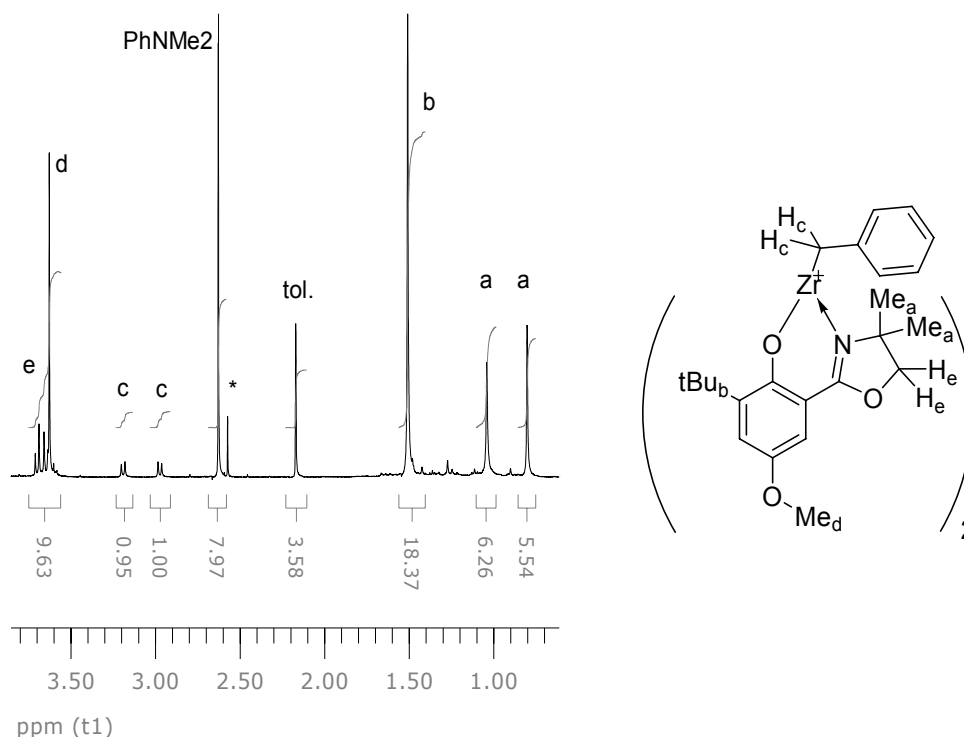 PhNMe2
b
d
tol.
a
a
e
c
c
*
9.63
0.95
1.00
7.97
3.58
18.37
6.26
5.54
3.50
3.00
2.50
2.00
1.50
1.00
ppm (t1)
Hc
Hc
Zr+
Mea
N
Mea
O
He
tBub
O
He
O
Med
2